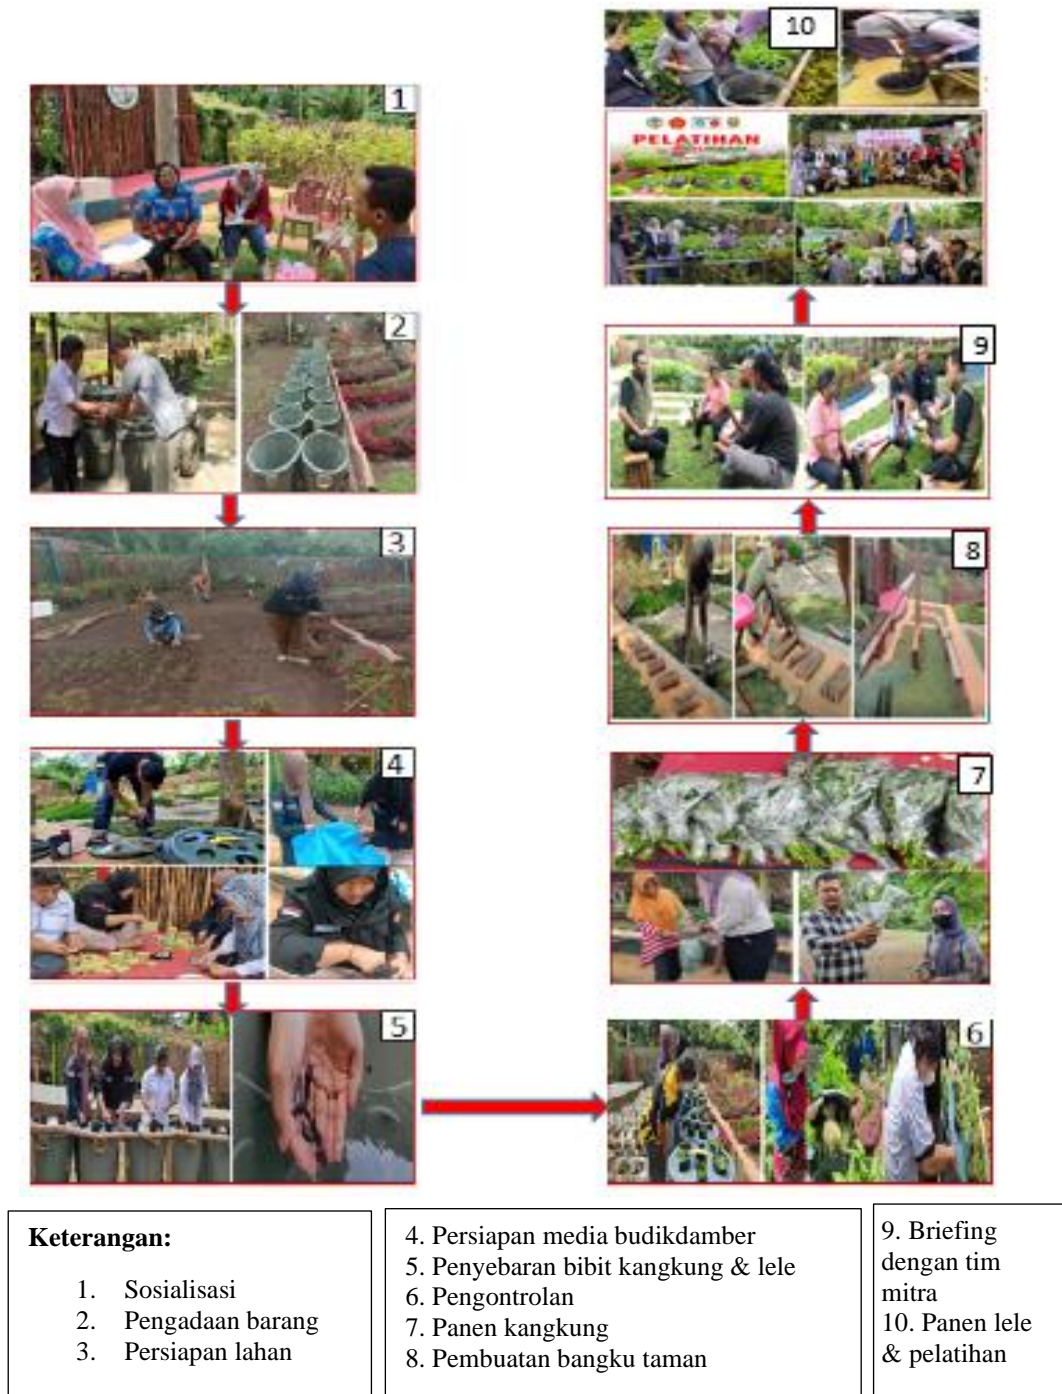 1
2
3
4
5
6
7
8
9
10
PELATIHAN
Keterangan:
1. Sosialisasi
2. Pengadaan barang
3. Persiapan lahan
4. Persiapan media budikdamber
5. Penyebaran bibit kangkung & lele
6. Pengontrolan
7. Panen kangkung
8. Pembuatan bangku taman
9. Briefing
dengan tim
mitra
10. Panen lele
& pelatihan